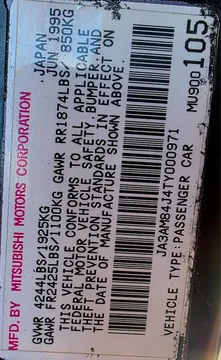 MFD. BY MITSUBISHI MOTORS CORPORATION JAPAN
GVWR 4244LBS/1925KG JUN 1995
GAWR FR2425LBS/1100KG GAWR RR1874LBS/ 850KG
THIS VEHICLE CONFORMS TO ALL APPLICABLE
FEDERAL MOTOR VEHICLE SAFETY, BUMPER, AND
THEFT PREVENTION STANDARDS IN EFFECT ON
THE DATE OF MANUFACTURE SHOWN ABOVE.
JA3AM84J4TY000971
VEHICLE TYPE:PASSENGER CAR
MU900105